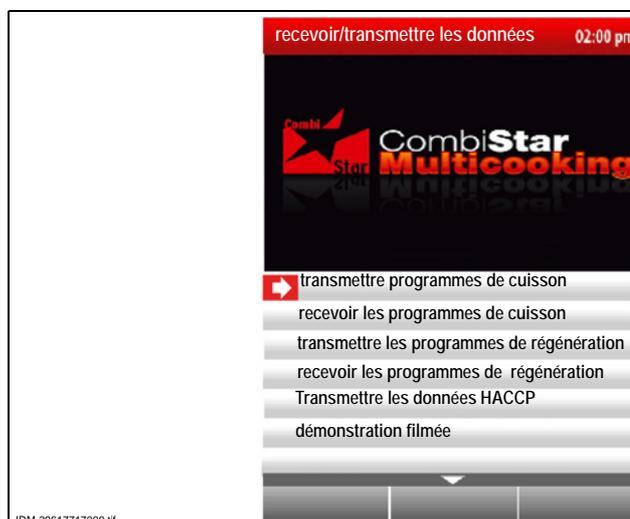 recevoir/transmettre les données 02:00 pm
Combi
Star
CombiStar
Multicooking
transmettre programmes de cuisson
recevoir les programmes de cuisson
transmettre les programmes de régénération
recevoir les programmes de régénération
Transmettre les données HACCP
démonstration filmée